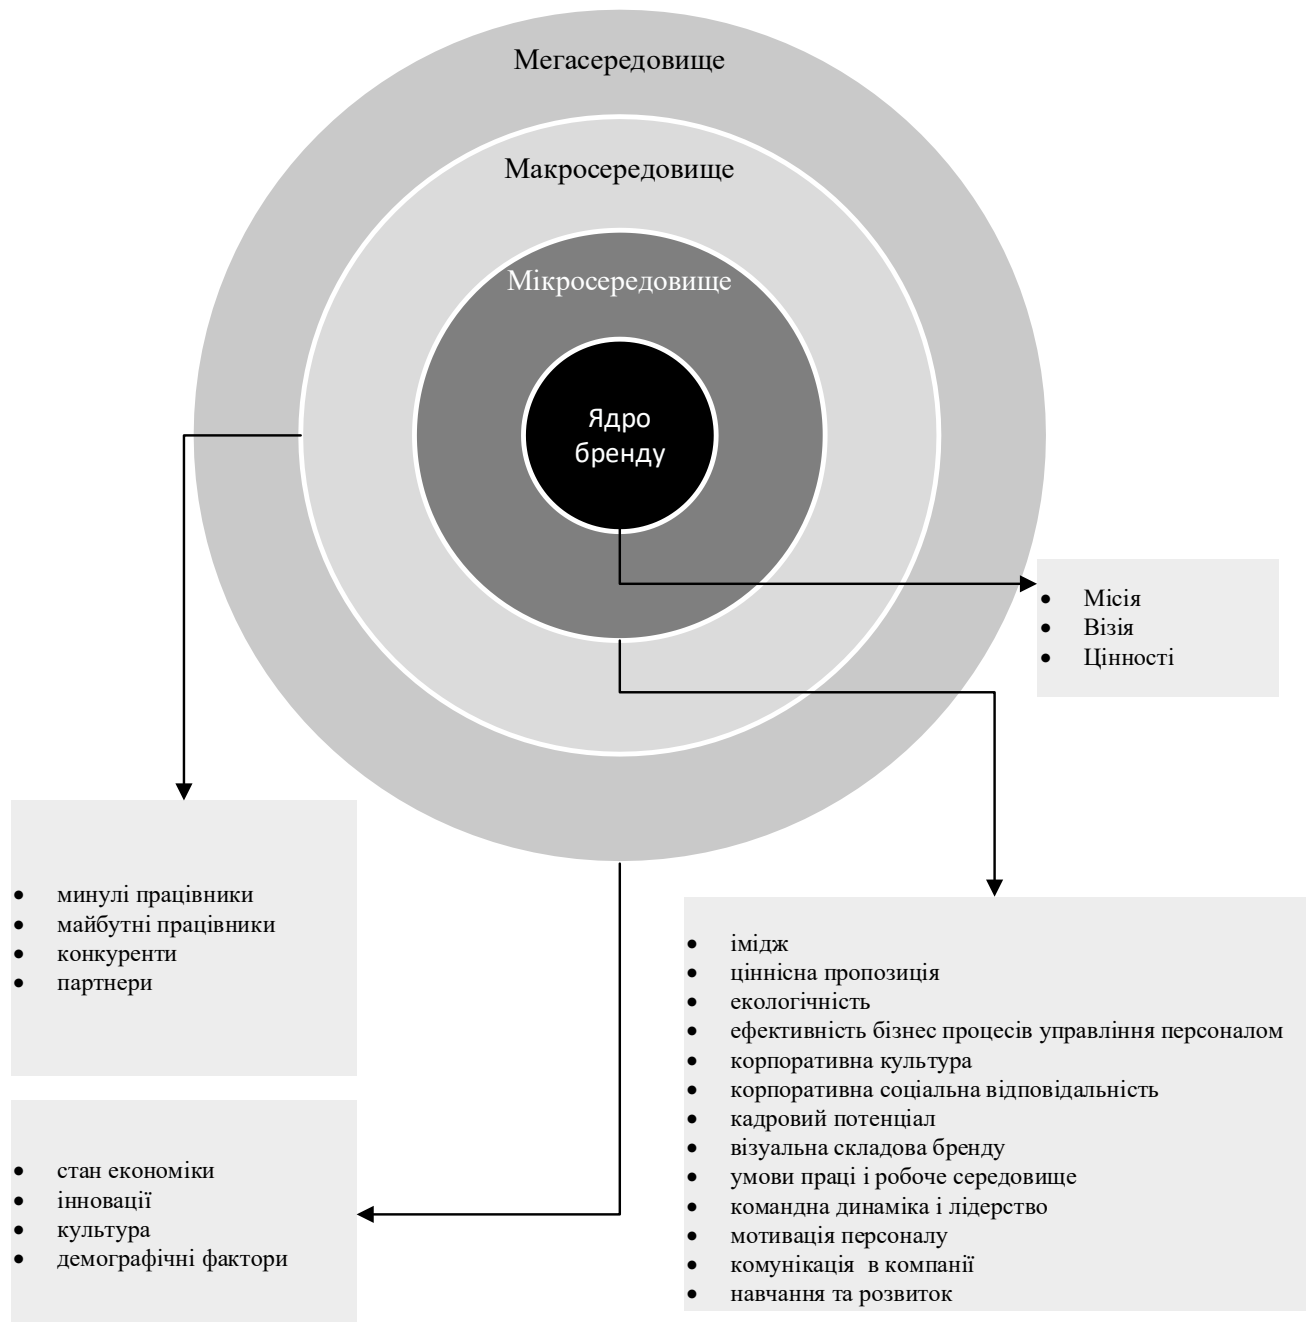 Мегасередовище
Макросередовище
Мікросередовище
Ядро
бренду
• Місія
• Візія
• Цінності
• минулі працівники
• майбутні працівники
• конкуренти
• партнери
• імідж
• ціннісна пропозиція
• екологічність
• ефективність бізнес процесів управління персоналом
• корпоративна культура
• корпоративна соціальна відповідальність
• кадровий потенціал
• візуальна складова бренду
• умови праці і робоче середовище
• командна динаміка і лідерство
• мотивація персоналу
• комунікація  в компанії
• навчання та розвиток
• стан економіки
• інновації
• культура
• демографічні фактори